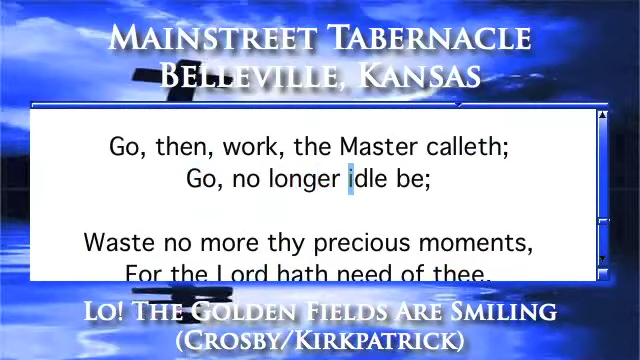 Mainstreet Tabernacle
Belleville, Kansas
Go, then, work, the Master calleth;
Go, no longer idle be;
Waste no more thy precious moments,
For the Lord hath need of thee.
Lo! The Golden Fields Are Smiling
(Crosby/Kirkpatrick)